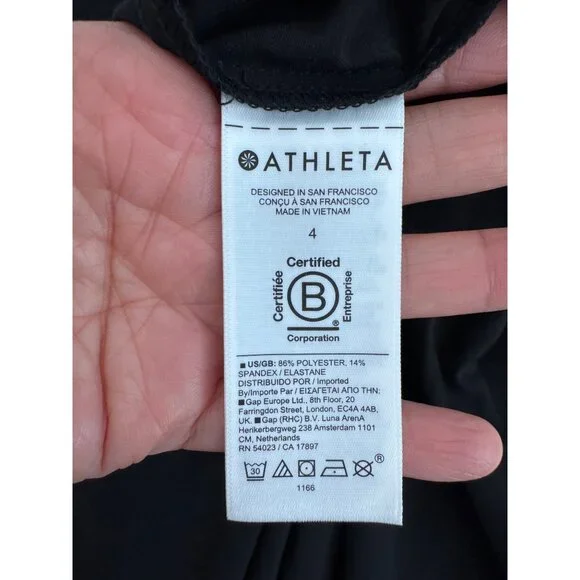 ATHLETA
DESIGNED IN SAN FRANCISCO
CONÇU À SAN FRANCISCO
MADE IN VIETNAM
4
Certified
Certifiée
B
Entreprise
®
Corporation
US/GB: 86% POLYESTER, 14%
SPANDEX / ELASTANE
DISTRIBUIDO POR / Imported
By/Importe Par / ΕΙΣΑΓΕΤΑΙ ΑΠΟ ΤΗΝ:
Gap Europe Ltd., 8th Floor, 20
Farringdon Street, London, EC4A 4AB,
UK. Gap (RHC) B.V. Luna ArenA
Herikerbergweg 238 Amsterdam 1101
CM, Netherlands
RN 54023 / CA 17897
30 ®
1166